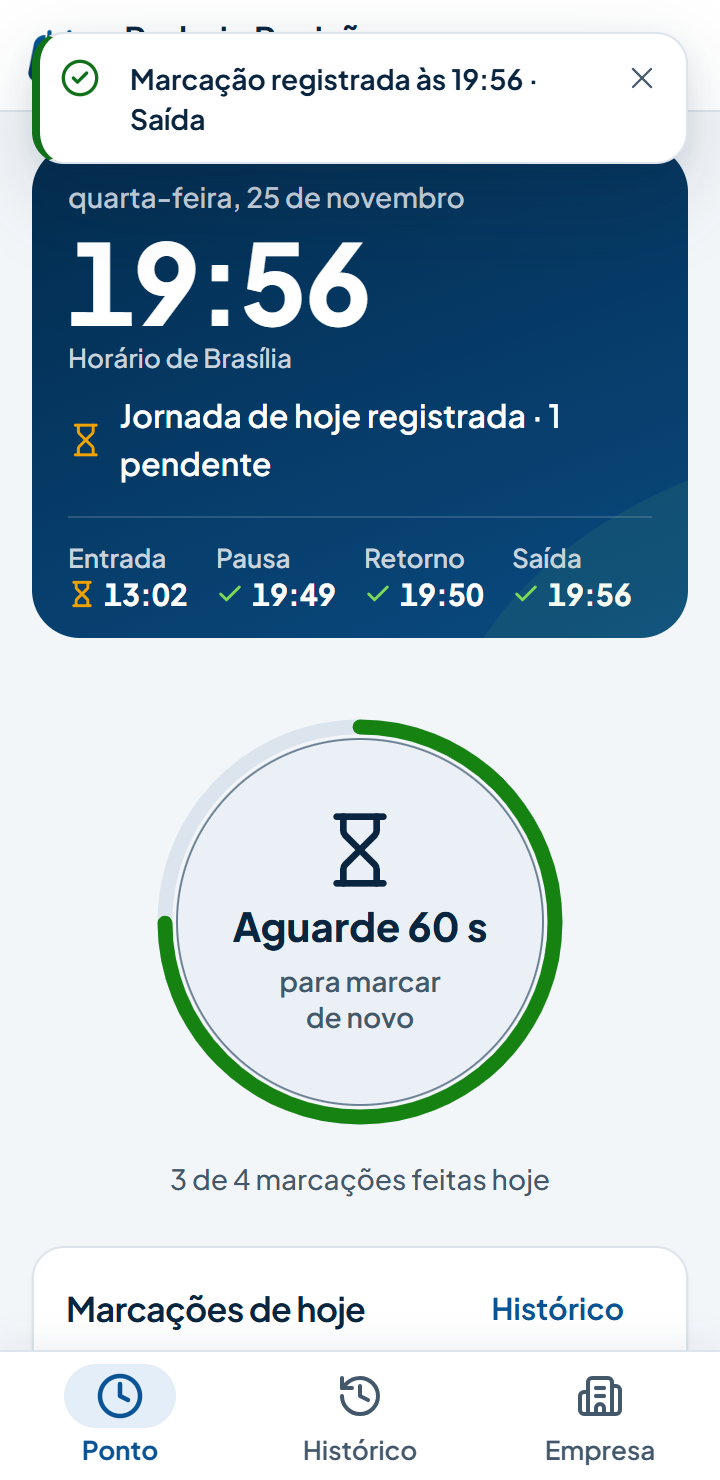 Marcação registrada às 19:56 ·
Saída
quarta-feira, 25 de novembro
19:56
Horário de Brasília
Jornada de hoje registrada · 1
pendente
Entrada Pausa Retorno Saída
13:02 19:49 19:50 19:56
Aguarde 60 s
para marcar
de novo
3 de 4 marcações feitas hoje
Marcações de hoje Histórico
Ponto Histórico Empresa